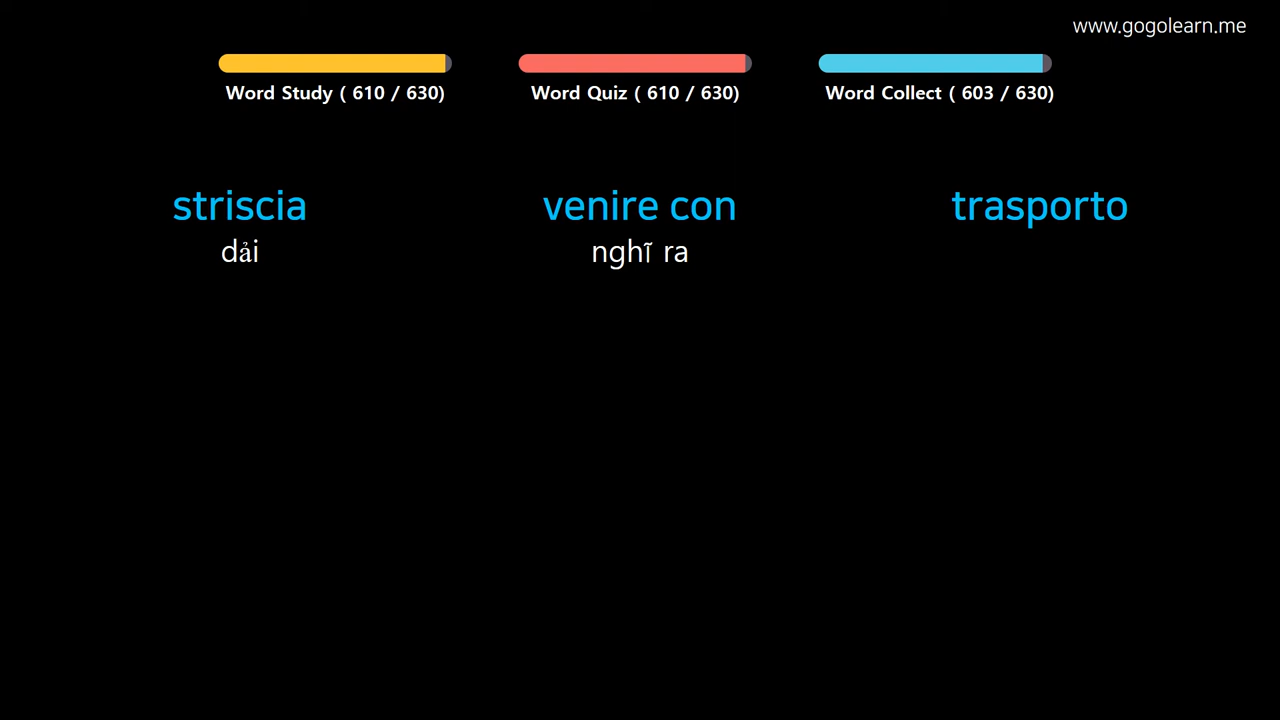 www.gogolearn.me
Word Study ( 610 / 630)
Word Quiz ( 610 / 630)
Word Collect ( 603 / 630)
striscia
dải
venire con
nghĩ ra
trasporto